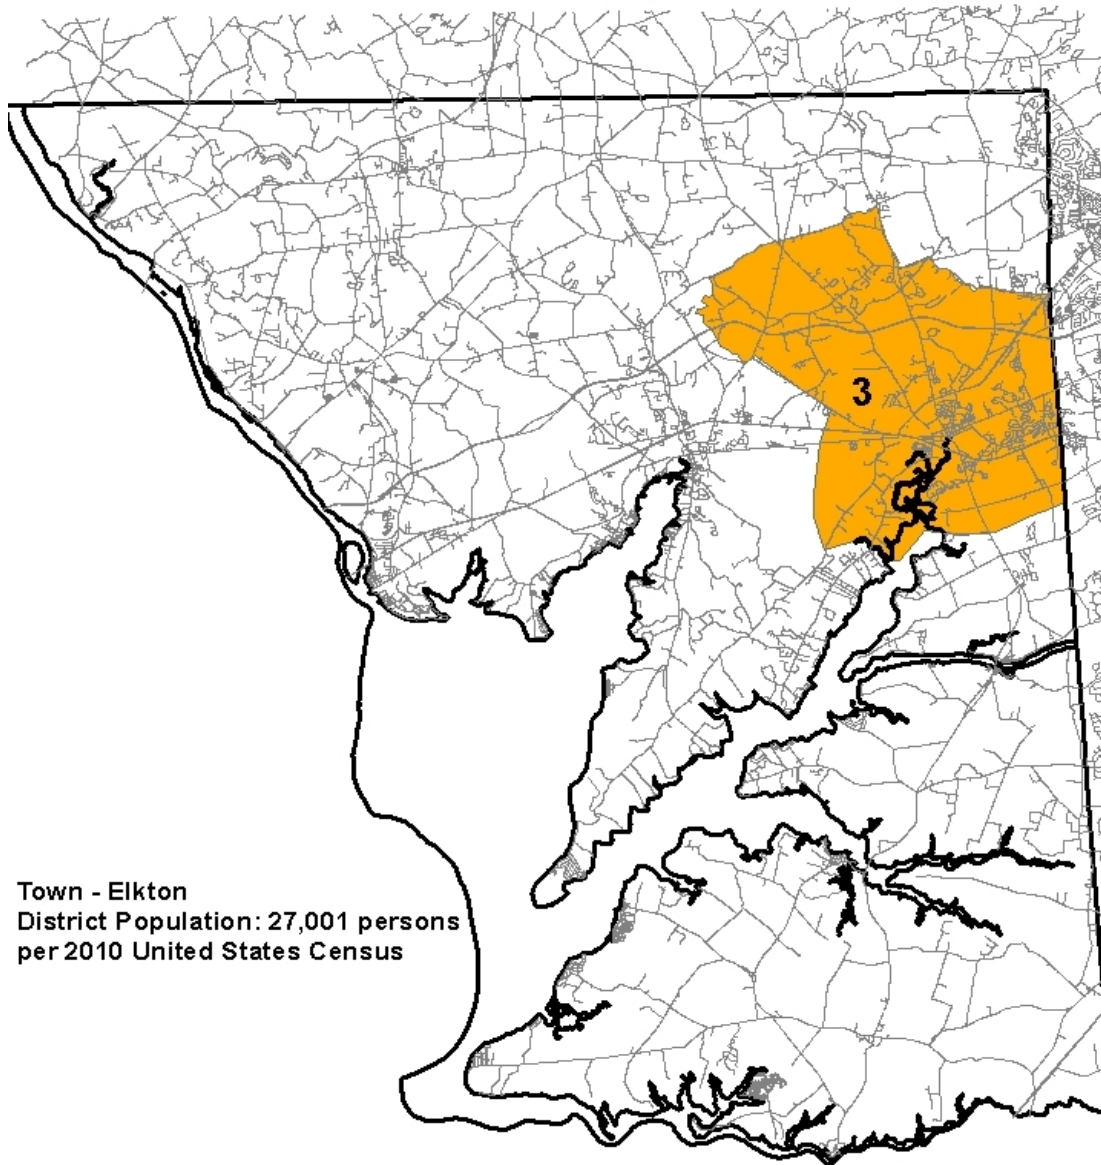 3
Town - Elkton
District Population: 27,001 persons
per 2010 United States Census